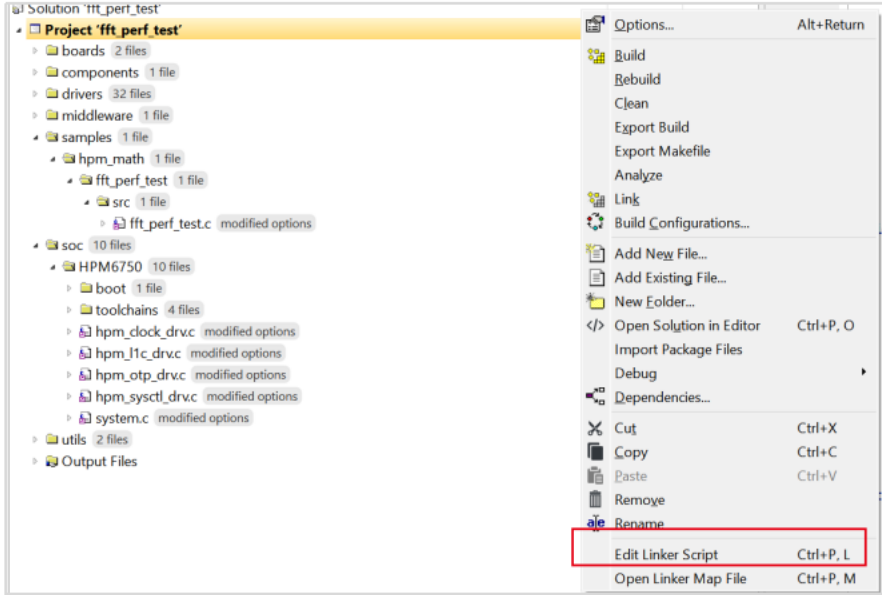 Solution 'fft_perf_test'
Project 'fft_perf_test'
boards 2 files
components 1 file
drivers 32 files
middleware 1 file
samples 1 file
hpm_math 1 file
fft_perf_test 1 file
src 1 file
fft_perf_test.c modified options
soc 10 files
HPM6750 10 files
boot 1 file
toolchains 4 files
hpm_clock_drv.c modified options
hpm_l1c_drv.c modified options
hpm_otp_drv.c modified options
hpm_sysctl_drv.c modified options
system.c modified options
utils 2 files
Output Files
Options... Alt+Return
Build
Rebuild
Clean
Export Build
Export Makefile
Analyze
Link
Build Configurations...
Add New File...
Add Existing File...
New Folder...
Open Solution in Editor Ctrl+P, O
Import Package Files
Debug
Dependencies...
Cut Ctrl+X
Copy Ctrl+C
Paste Ctrl+V
Remove
Rename
Edit Linker Script Ctrl+P, L
Open Linker Map File Ctrl+P, M